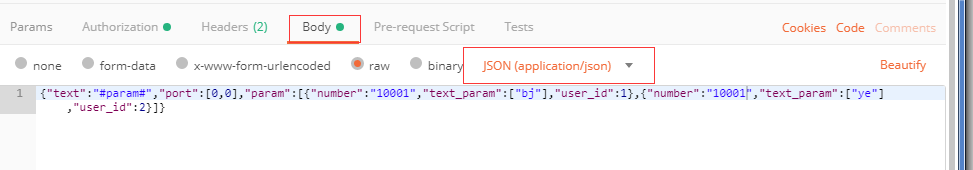 Params Authorization Headers (2) Body Pre-request Script Tests Cookies Code Comments
none form-data x-www-form-urlencoded raw binary JSON (application/json) Beautify
1 {"text":"#param#","port":[0,0],"param":[{"number":"10001","text_param":["bj"],"user_id":1},{"number":"10001","text_param":["ye"]
,"user_id":2}]}